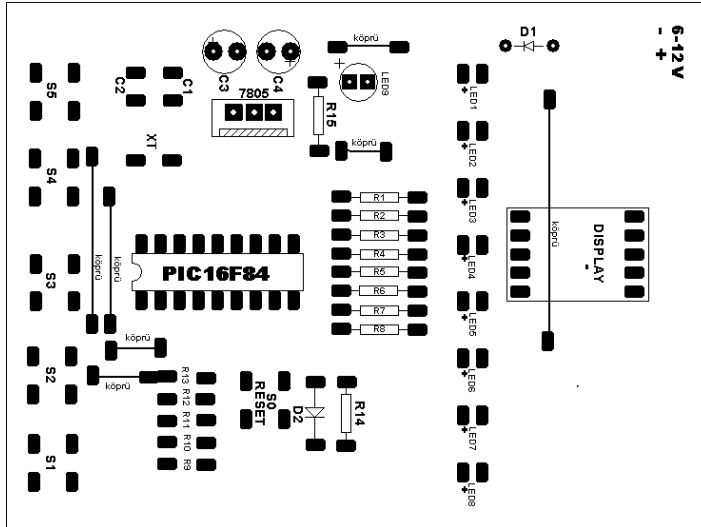 köprü
D1
6-12 V
- +
S5
C2
C1
C3
C4
LED9
7805
R15
LED1
köprü
XT
LED2
S4
R1
LED3
R2
R3
DISPLAY
köprü
R4
LED4
köprü
köprü
S3
PIC16F84
R5
R6
R7
LED5
R8
köprü
S2
LED6
R13
köprü
R12
S0
RESET
D2
R14
R11
LED7
R10
S1
R9
LED8